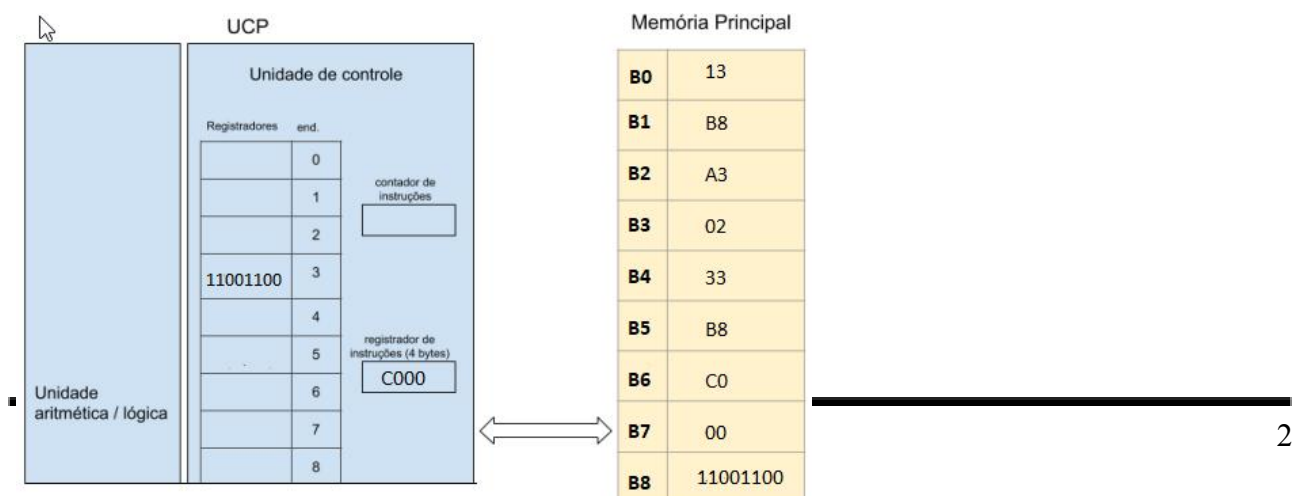 UCP
Unidade de controle
Registradores end.
0
1
2
11001100 3
4
5
6
7
8
contador de
instruções
registrador de
instruções (4 bytes)
C000
Unidade
aritmética / lógica
Memória Principal
B0 13
B1 B8
B2 A3
B3 02
B4 33
B5 B8
B6 C0
B7 00
B8 11001100
2